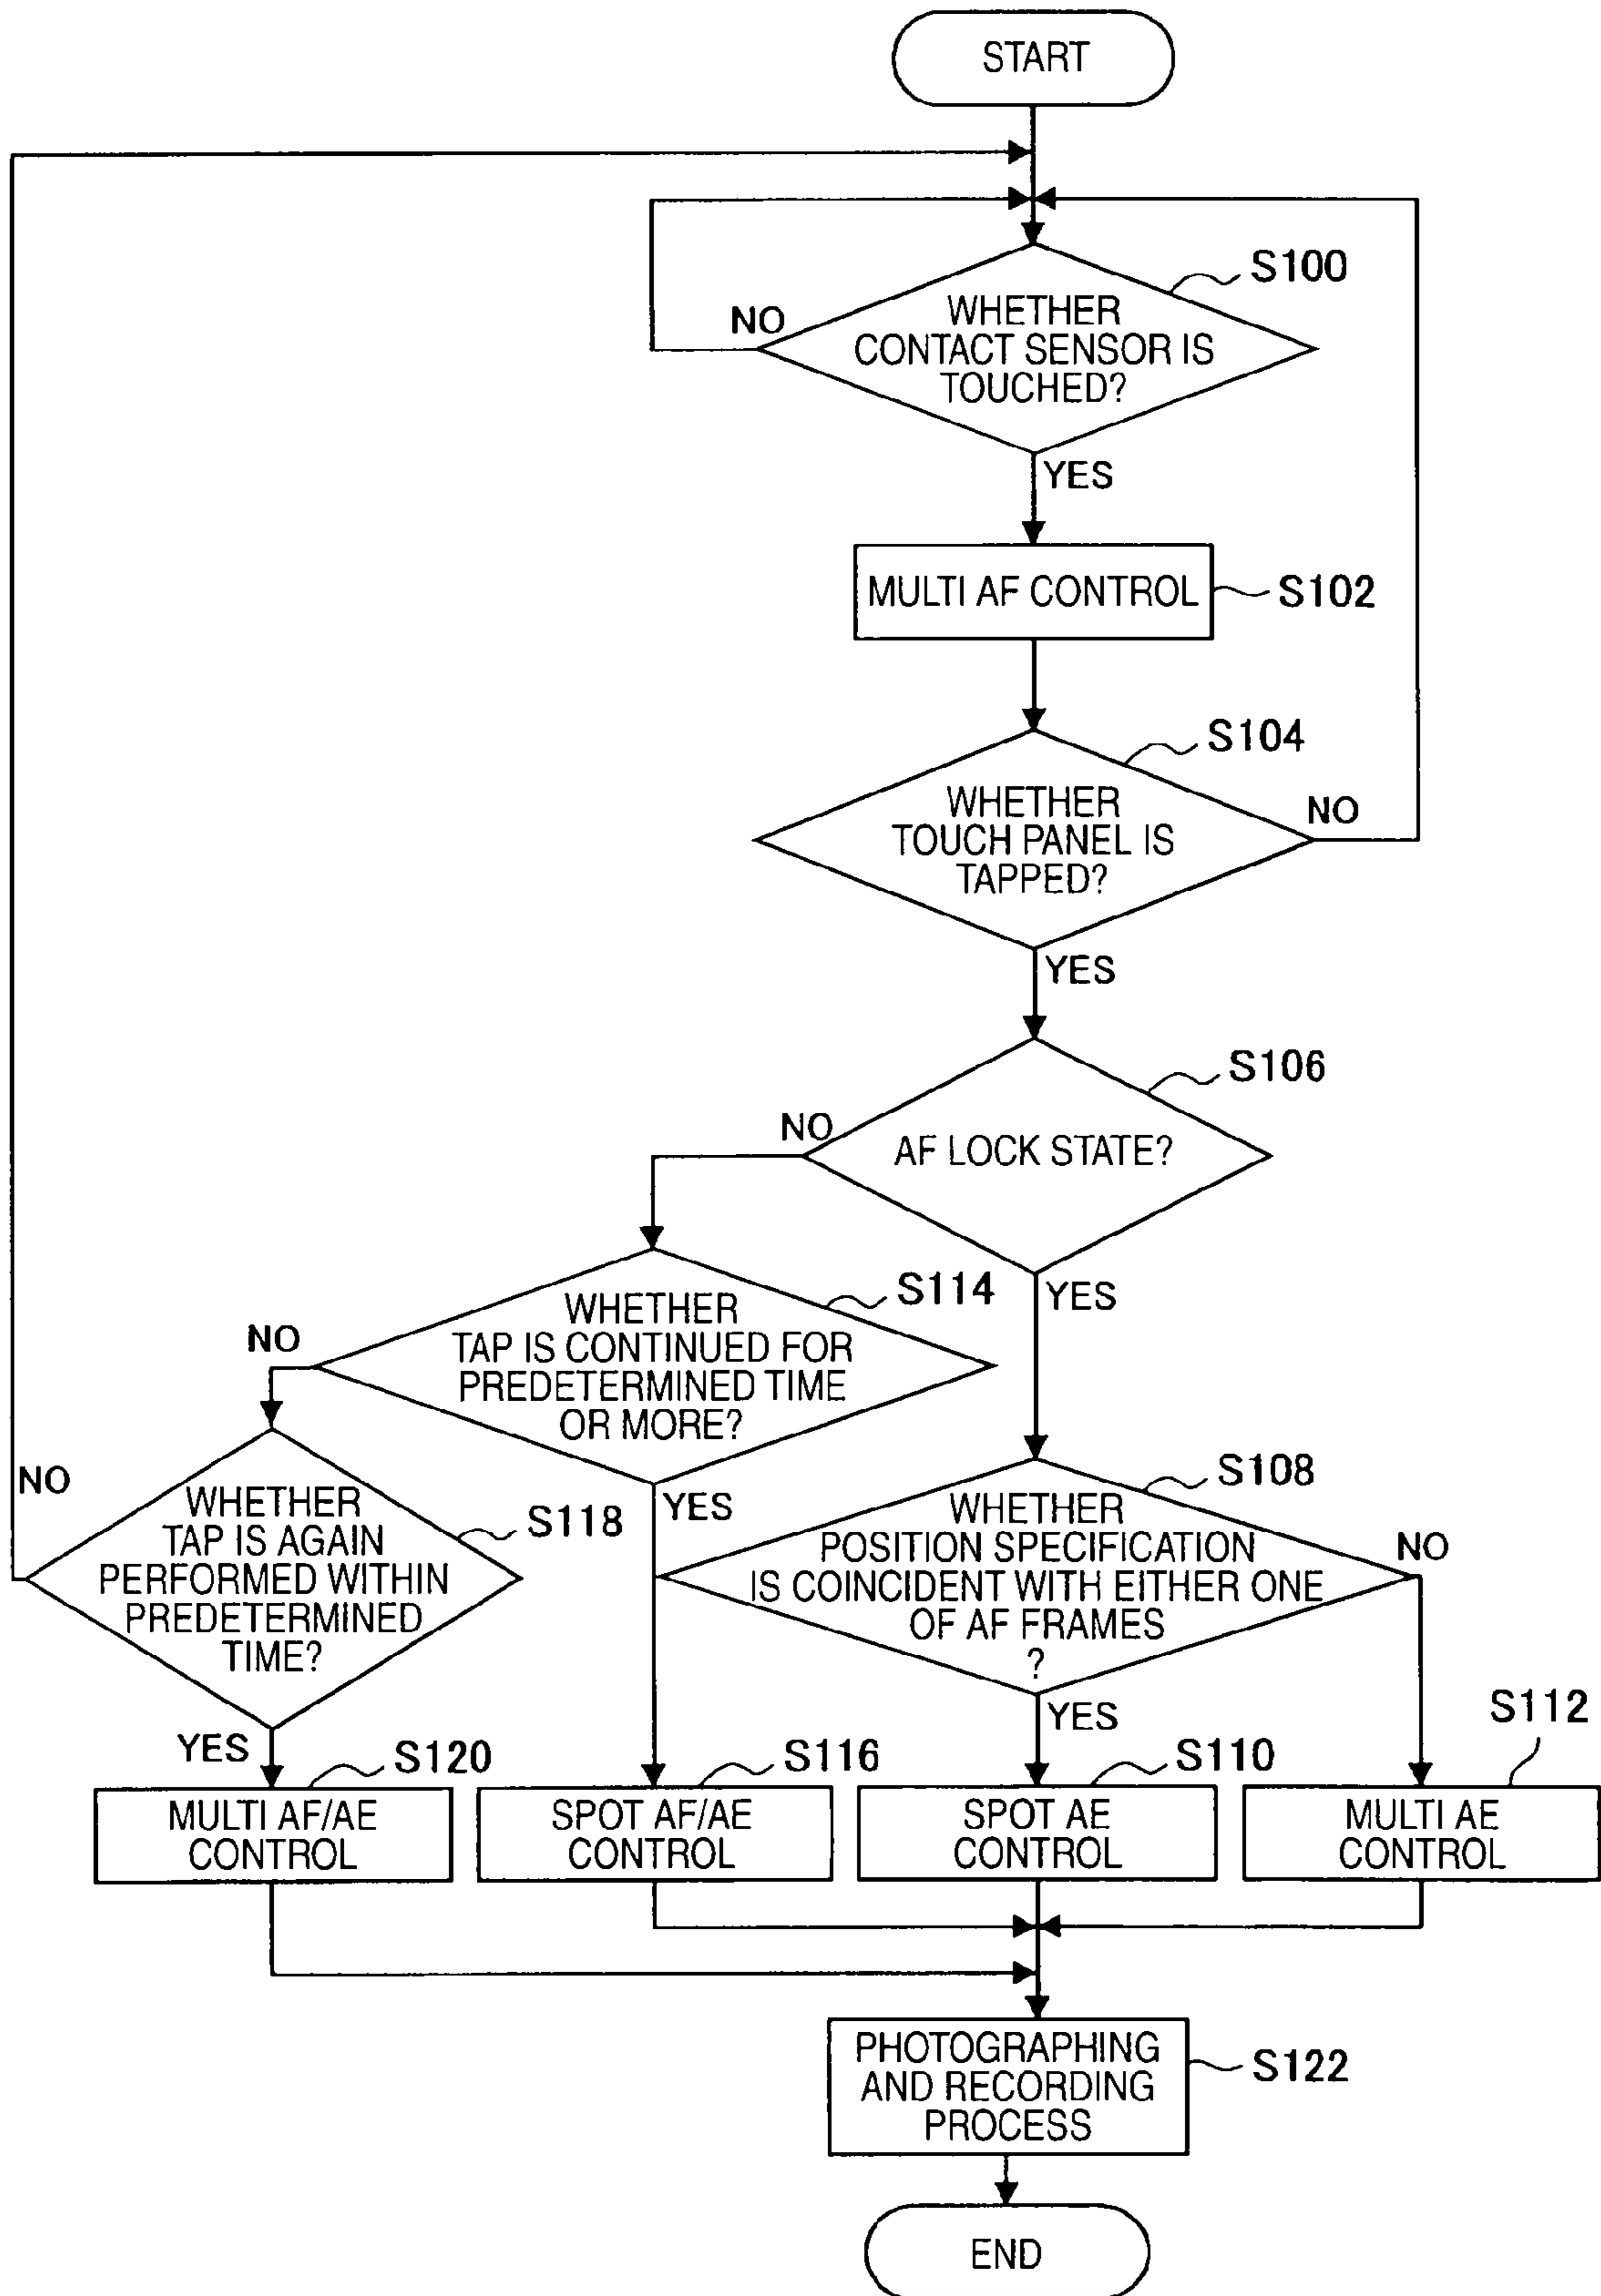 START
S100
NO
WHETHER
CONTACT SENSOR IS
TOUCHED?
YES
MULTI AF CONTROL
S102
S104
WHETHER
TOUCH PANEL IS
TAPPED?
NO
YES
S106
NO
AF LOCK STATE?
YES
S114
NO
WHETHER
TAP IS CONTINUED FOR
PREDETERMINED TIME
OR MORE?
YES
NO
WHETHER
TAP IS AGAIN
PERFORMED WITHIN
PREDETERMINED
TIME?
S118
YES
S108
WHETHER
POSITION SPECIFICATION
IS COINCIDENT WITH EITHER ONE
OF AF FRAMES
?
NO
YES
S120
MULTI AF/AE
CONTROL
S116
SPOT AF/AE
CONTROL
S110
SPOT AE
CONTROL
S112
MULTI AE
CONTROL
PHOTOGRAPHING
AND RECORDING
PROCESS
S122
END